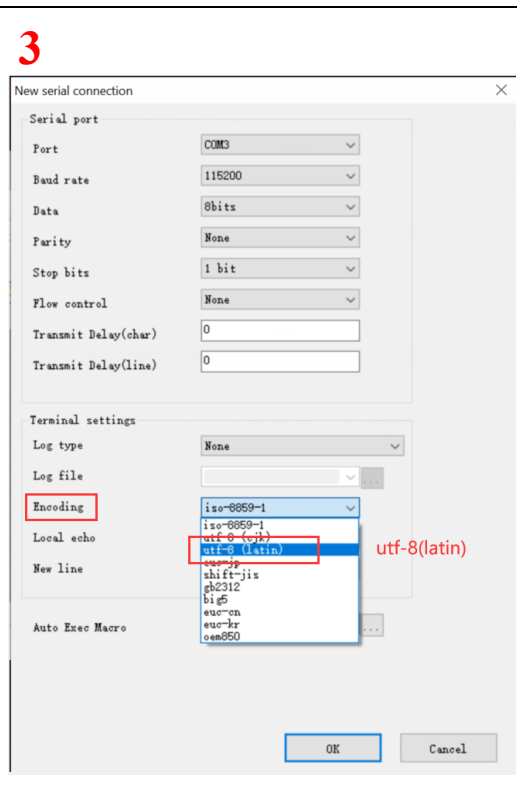 3
New serial connection
Serial port
Port COM3
Baud rate 115200
Data 8bits
Parity None
Stop bits 1 bit
Flow control None
Transmit Delay(char) 0
Transmit Delay(line) 0
Terminal settings
Log type None
Log file ...
Encoding iso-8859-1
iso-8859-1
Local echo utf-8 (cjk)
utf-8 (latin) utf-8(latin)
euc-jp
New line shift-jis
gb2312
big5
euc-cn
Auto Exec Macro euc-kr ...
oem850
OK Cancel